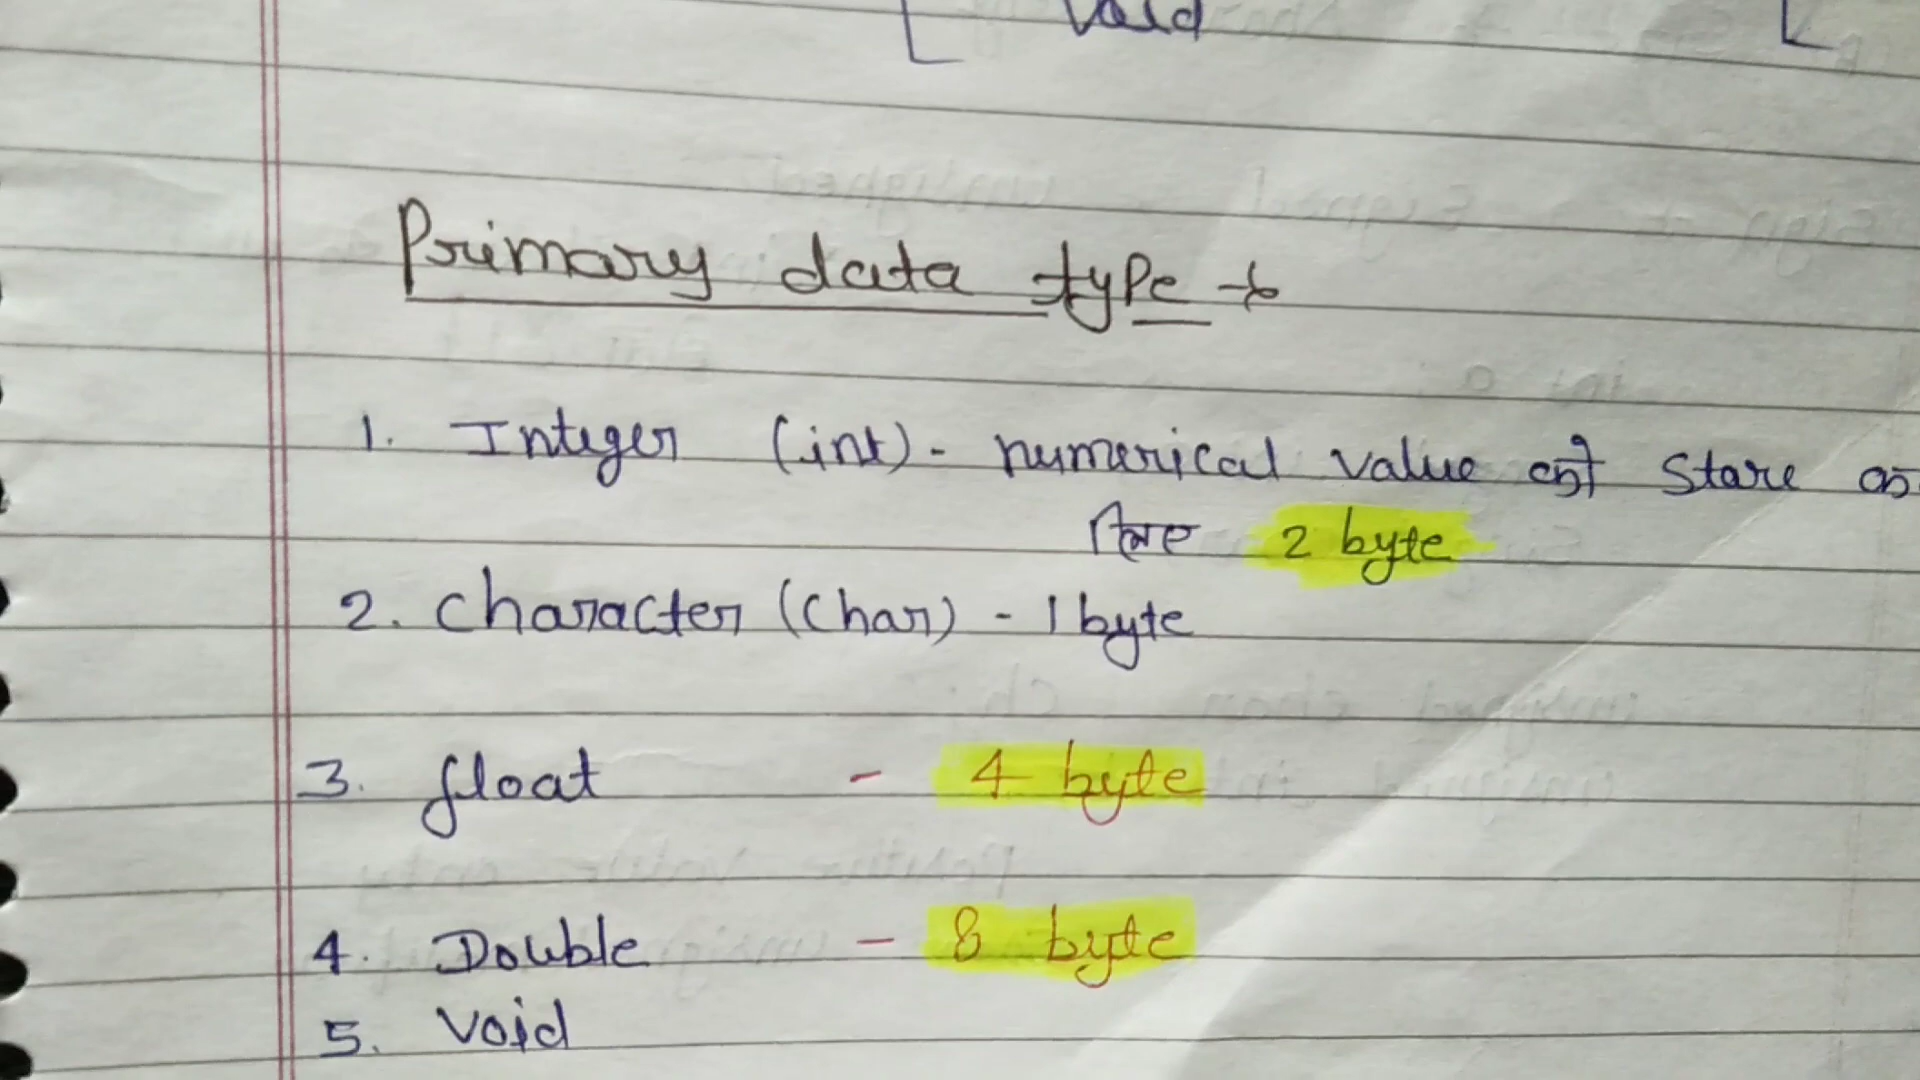 Void
Primary data type →
1. Integer (int) - numerical value को Store
लिए 2 byte
2. Character (Char) - 1 byte
3. float - 4 byte
4. Double - 8 byte
5. Void